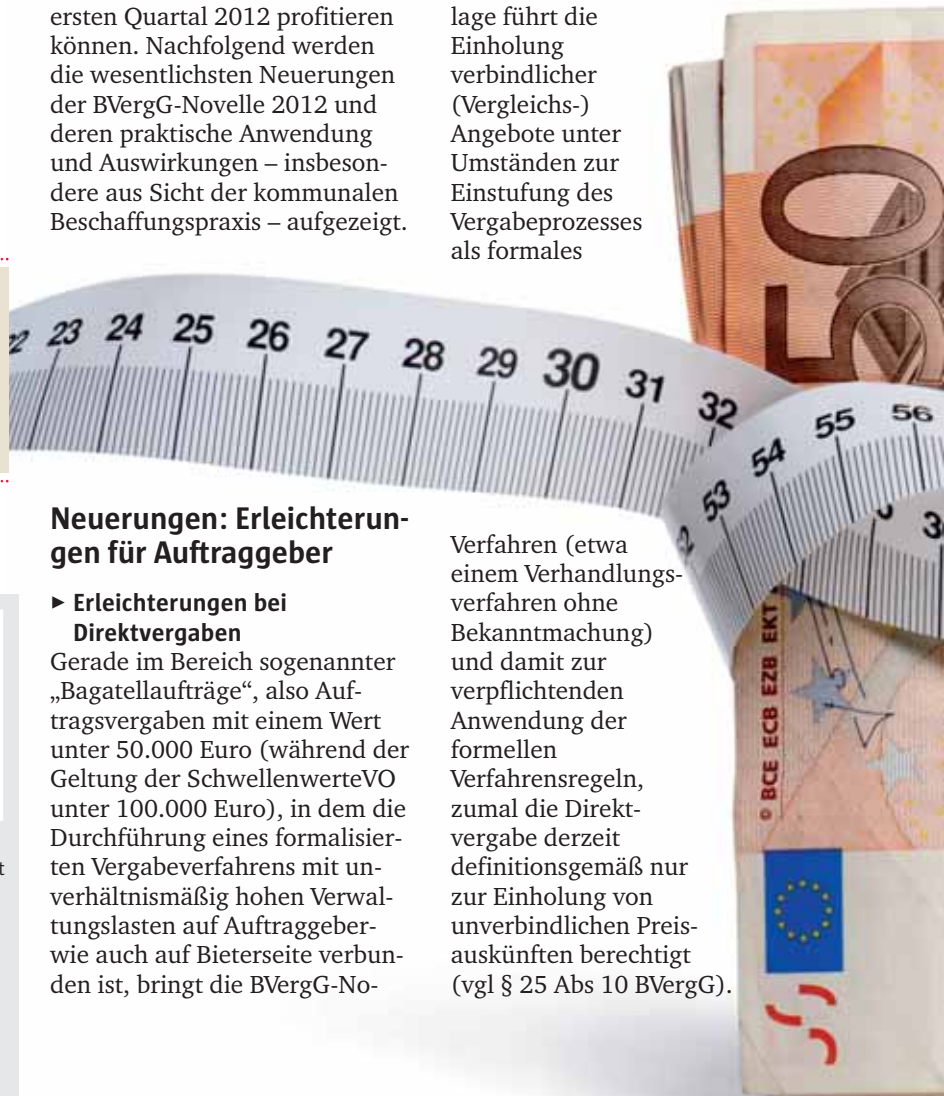 ersten Quartal 2012 profitieren
können. Nachfolgend werden
die wesentlichsten Neuerungen
der BVergG-Novelle 2012 und
deren praktische Anwendung
und Auswirkungen – insbeson-
dere aus Sicht der kommunalen
Beschaffungspraxis – aufgezeigt.
Neuerungen: Erleichterun-
gen für Auftraggeber
▸ Erleichterungen bei
Direktvergaben
Gerade im Bereich sogenannter
„Bagatellaufträge“, also Auf-
tragsvergaben mit einem Wert
unter 50.000 Euro (während der
Geltung der SchwellenwerteVO
unter 100.000 Euro), in dem die
Durchführung eines formalisier-
ten Vergabeverfahrens mit un-
verhältnismäßig hohen Verwal-
tungslasten auf Auftraggeber-
wie auch auf Bieterseite verbun-
den ist, bringt die BVergG-No-
lage führt die
Einholung
verbindlicher
(Vergleichs-)
Angebote unter
Umständen zur
Einstufung des
Vergabeprozesses
als formales
Verfahren (etwa
einem Verhandlungs-
verfahren ohne
Bekanntmachung)
und damit zur
verpflichtenden
Anwendung der
formellen
Verfahrensregeln,
zumal die Direkt-
vergabe derzeit
definitionsgemäß nur
zur Einholung von
unverbindlichen Preis-
auskünften berechtigt
(vgl § 25 Abs 10 BVergG).
23 24 25 26 27 28 29 30 31 32
53 54 55 56
50
© BCE ECB EZB EKT
t